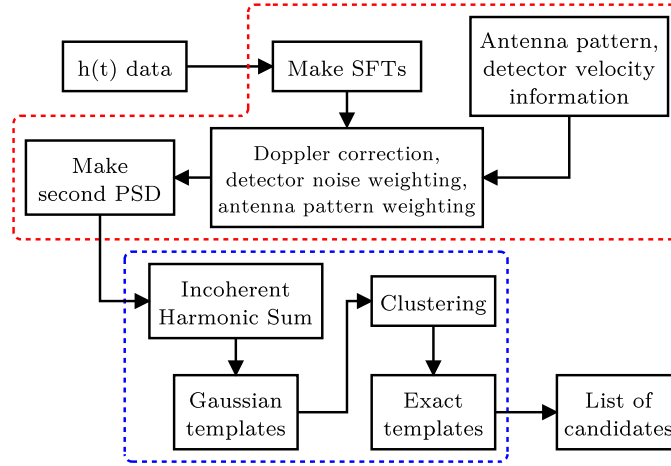 h(t) data
Make SFTs
Antenna pattern,
detector velocity
information
Doppler correction,
detector noise weighting,
antenna pattern weighting
Make
second PSD
Incoherent
Harmonic Sum
Gaussian
templates
Clustering
Exact
templates
List of
candidates